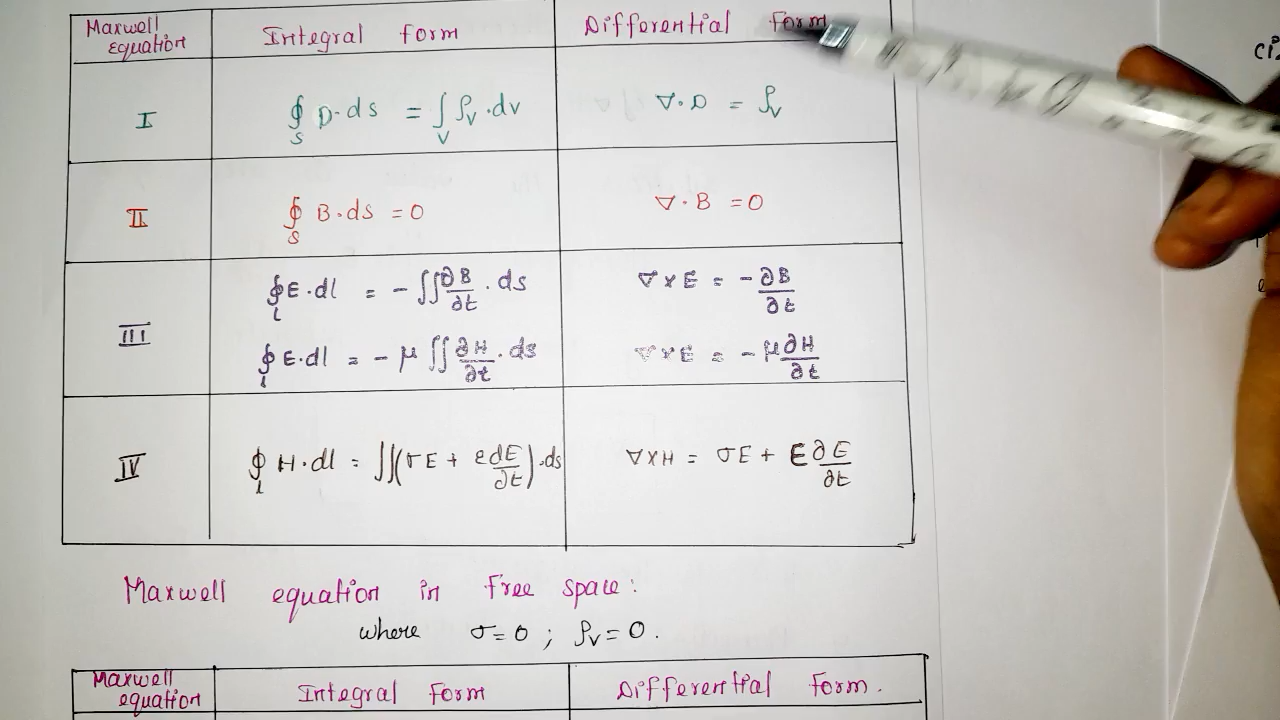 Maxwell equation | Integral form | Differential Form
I | ∮_S D·ds = ∫_V ρ_V·dv | ∇·D = ρ_V
II | ∮_S B·ds = 0 | ∇·B = 0
III | ∮_L E·dl = -∬ ∂B/∂t · ds | ∇×E = -∂B/∂t
∮_L E·dl = -μ ∬ ∂H/∂t · ds | ∇×E = -μ ∂H/∂t
IV | ∮_L H·dl = ∬(σE + ε dE/∂t)·ds | ∇×H = σE + ε ∂E/∂t
Maxwell equation in free space:
where σ=0 ; ρ_V=0.
Maxwell equation | Integral Form | Differential Form.